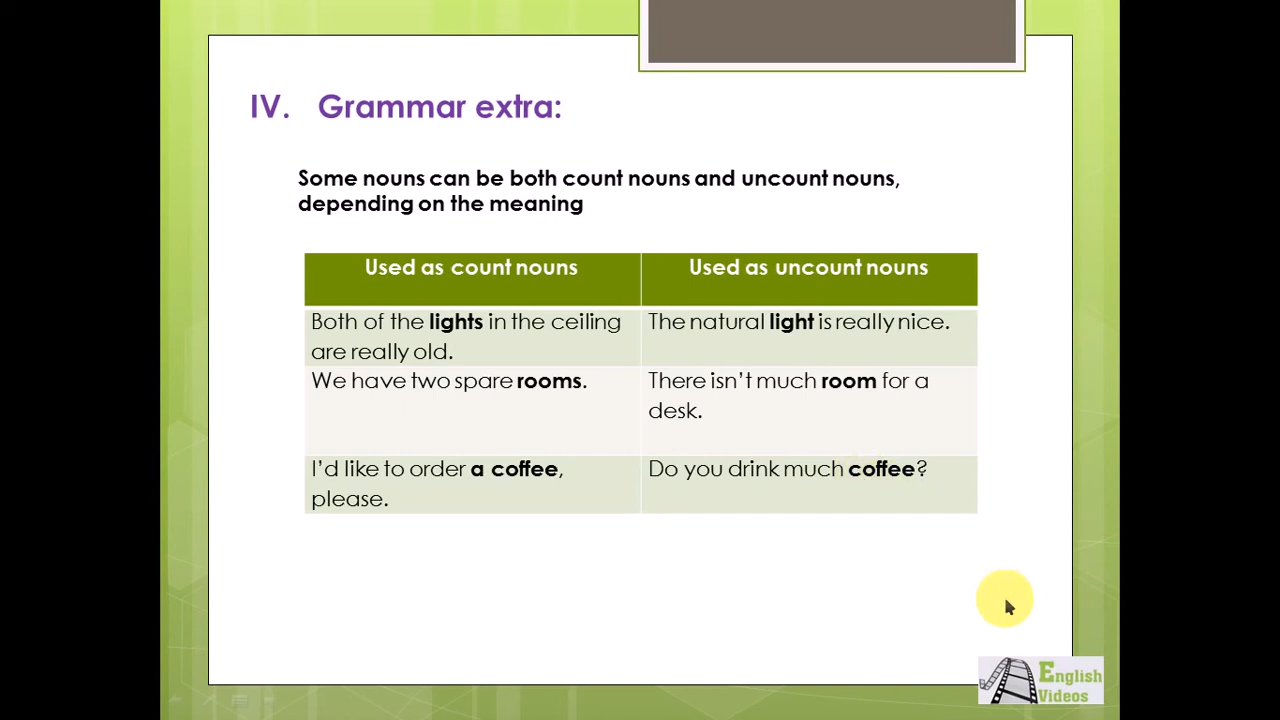 IV. Grammar extra:
Some nouns can be both count nouns and uncount nouns,
depending on the meaning
Used as count nouns
Used as uncount nouns
Both of the lights in the ceiling
are really old.
The natural light is really nice.
We have two spare rooms.
There isn't much room for a
desk.
I'd like to order a coffee,
please.
Do you drink much coffee?
English
Videos